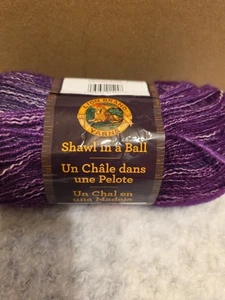 LION BRAND
YARNS
Shawl in a Ball
Un Châle dans
une Pelote
Un Chal en
una Madeja